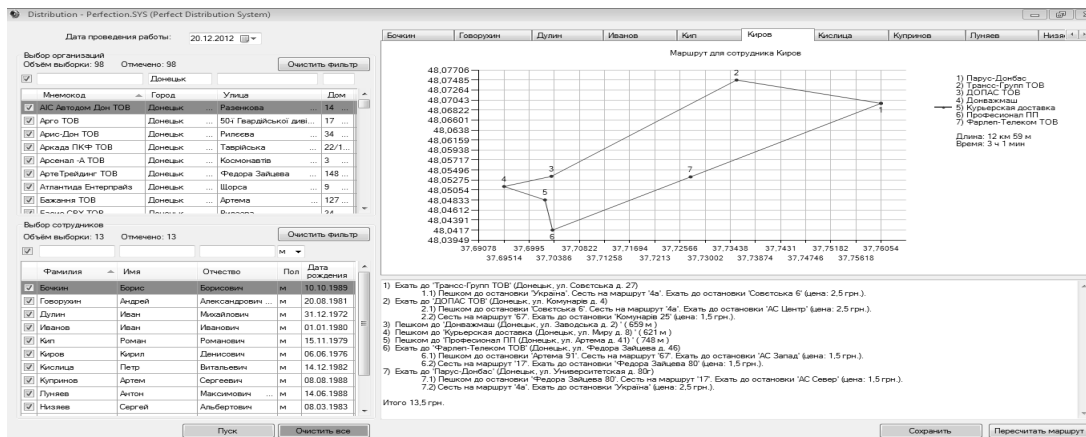 Distribution - Perfection.SYS (Perfect Distribution System)
Дата проведения работы: 20.12.2012
Выбор организаций
Объём выборки: 98 Отмечено: 98 Очистить фильтр
Донецьк
Мнемокод Город Улица Дом
АІС Автодом Дон ТОВ Донецьк ... Разенкова ... 14 ...
Арго ТОВ Донецьк ... 50-ї Гвардійської диві... 17 ...
Арис-Дон ТОВ Донецьк ... Рилєєва ... 34 ...
Аркада ПКФ ТОВ Донецьк ... Таврійська ... 22/1...
Арсенал -А ТОВ Донецьк ... Космонавтів ... 3 ...
АртеТрейдинг ТОВ Донецьк ... Федора Зайцева ... 148 ...
Атлантида Ентерпрайз Донецьк ... Щорса ... 9 ...
Бажання ТОВ Донецьк ... Артема ... 127 ...
Выбор сотрудников
Объём выборки: 13 Отмечено: 13 Очистить фильтр
м
Фамилия Имя Отчество Пол Дата рождения
Бочкин Борис Борисович м 10.10.1989
Говорухин Андрей Александрович ... м 20.08.1981
Дулин Иван Михайлович м 31.12.1972
Иванов Иван Иванович м 01.01.1980
Кип Роман Романович м 15.11.1979
Киров Кирил Денисович м 06.06.1976
Кислица Петр Витальевич м 14.12.1982
Купринов Артем Сергеевич м 08.08.1988
Луняев Антон Максимович ... м 14.06.1988
Низяев Сергей Альбертович м 08.03.1983
Пуск Очистить все
Бочкин Говорухин Дулин Иванов Кип Киров Кислица Купринов Луняев Низяе
Маршрут для сотрудника Киров
48,07706
48,07485
48,07264
48,07043
48,06822
48,06601
48,0638
48,06159
48,05938
48,05717
48,05496
48,05275
48,05054
48,04833
48,04612
48,04391
48,0417
48,03949
2
1
3
7
4
5
6
37,69078 37,6995 37,70822 37,71694 37,72566 37,73438 37,7431 37,75182 37,76054
37,69514 37,70386 37,71258 37,7213 37,73002 37,73874 37,74746 37,75618
1) Парус-Донбас
2) Трансс-Групп ТОВ
3) ДОПАС ТОВ
4) Донважмаш
5) Курьерская доставка
6) Професионал ПП
7) Фарлеп-Телеком ТОВ
Длина: 12 км 59 м
Время: 3 ч 1 мин
1) Ехать до 'Трансс-Групп ТОВ' (Донецьк, ул. Совєтська д. 27)
1.1) Пешком до остановки 'Україна'. Сесть на маршрут '4а'. Ехать до остановки 'Совєтська 6' (цена: 2,5 грн.).
2) Ехать до 'ДОПАС ТОВ' (Донецьк, ул. Комунарів д. 4)
2.1) Пешком до остановки 'Совєтська 6'. Сесть на маршрут '4а'. Ехать до остановки 'АС Центр' (цена: 2,5 грн.).
2.2) Сесть на маршрут '67'. Ехать до остановки 'Комунарів 25' (цена: 1,5 грн.).
3) Пешком до 'Донважмаш (Донецьк, ул. Заводська д. 2)' ( 659 м )
4) Пешком до 'Курьерская доставка (Донецьк, ул. Миру д. 8)' ( 621 м )
5) Пешком до 'Професионал ПП (Донецьк, ул. Артема д. 41)' ( 748 м )
6) Ехать до 'Фарлеп-Телеком ТОВ' (Донецьк, ул. Федора Зайцева д. 46)
6.1) Пешком до остановки 'Артема 91'. Сесть на маршрут '67'. Ехать до остановки 'АС Запад' (цена: 1,5 грн.).
6.2) Сесть на маршрут '17'. Ехать до остановки 'Федора Зайцева 80' (цена: 1,5 грн.).
7) Ехать до 'Парус-Донбас' (Донецьк, ул. Университетская д. 80г)
7.1) Пешком до остановки 'Федора Зайцева 80'. Сесть на маршрут '17'. Ехать до остановки 'АС Север' (цена: 1,5 грн.).
7.2) Сесть на маршрут '4а'. Ехать до остановки 'Україна' (цена: 2,5 грн.).
Итого 13,5 грн.
Сохранить Пересчитать маршрут